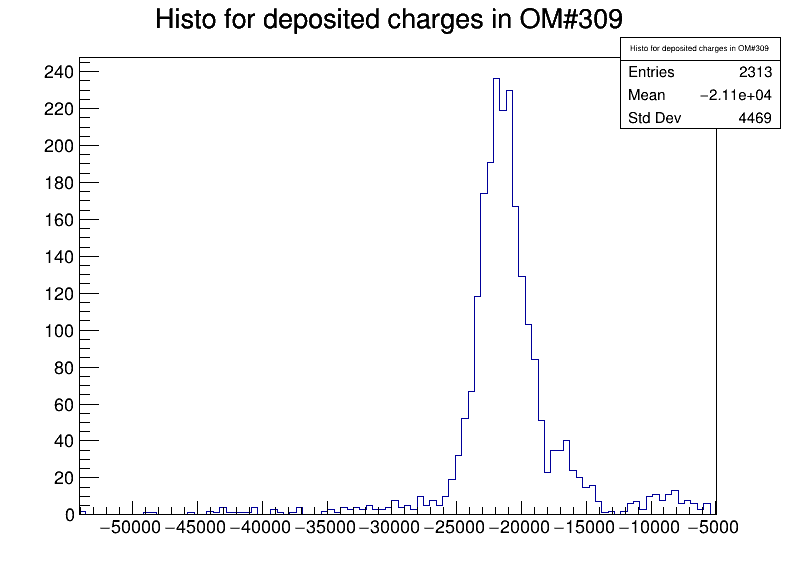 Histo for deposited charges in OM#309
Histo for deposited charges in OM#309
Entries 2313
Mean −2.11e+04
Std Dev 4469
240
220
200
180
160
140
120
100
80
60
40
20
0
−50000 −45000 −40000 −35000 −30000 −25000 −20000 −15000 −10000 −5000